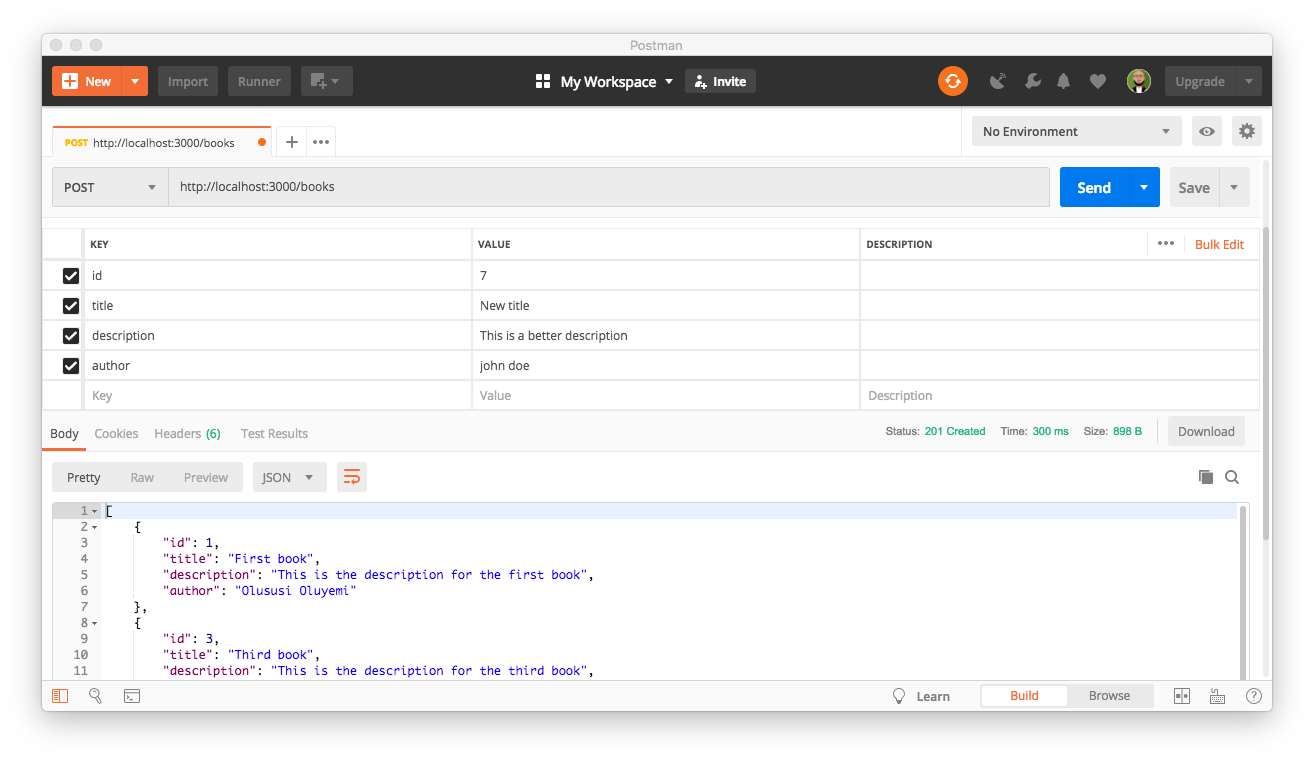 Postman
New Import Runner My Workspace Invite Upgrade
POST http://localhost:3000/books No Environment
POST http://localhost:3000/books Send Save
KEY VALUE DESCRIPTION Bulk Edit
id 7
title New title
description This is a better description
author john doe
Key Value Description
Body Cookies Headers (6) Test Results Status: 201 Created Time: 300 ms Size: 898 B Download
Pretty Raw Preview JSON
1 [
2 {
3 "id": 1,
4 "title": "First book",
5 "description": "This is the description for the first book",
6 "author": "Olususi Oluyemi"
7 },
8 {
9 "id": 3,
10 "title": "Third book",
11 "description": "This is the description for the third book",
Learn Build Browse